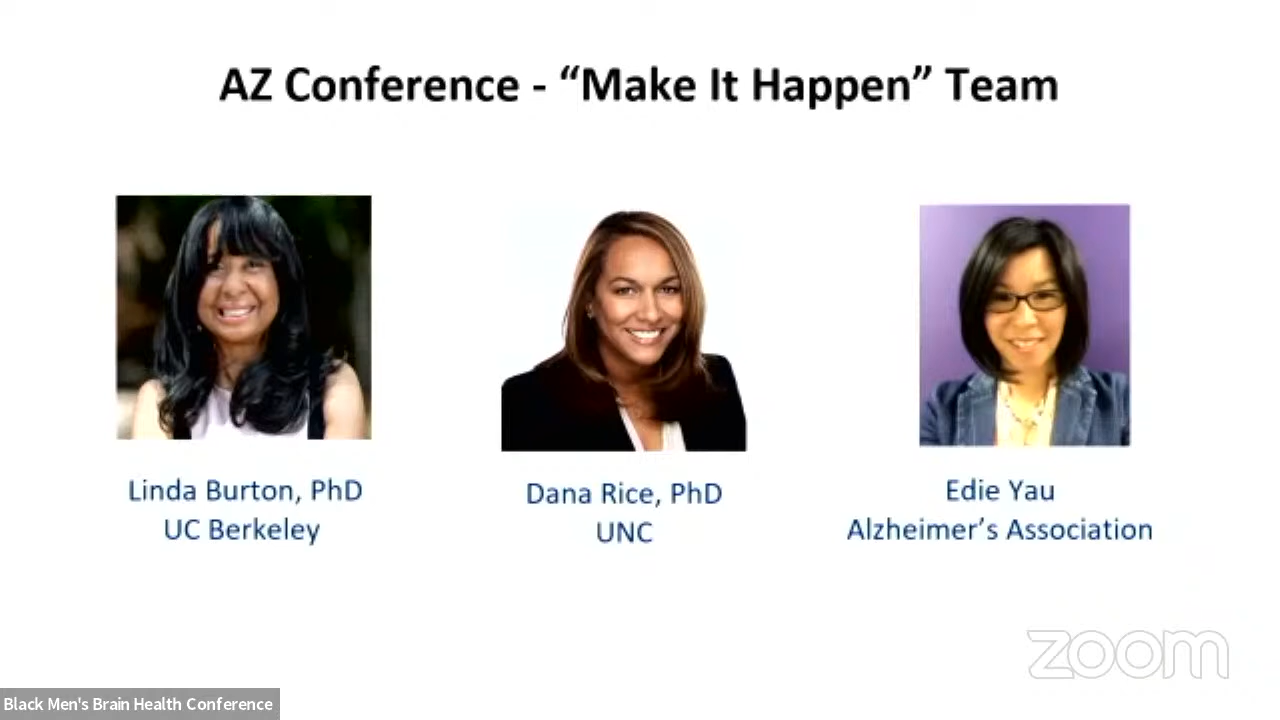 AZ Conference - “Make It Happen” Team
Linda Burton, PhD
UC Berkeley
Dana Rice, PhD
UNC
Edie Yau
Alzheimer’s Association
zoom
Black Men's Brain Health Conference